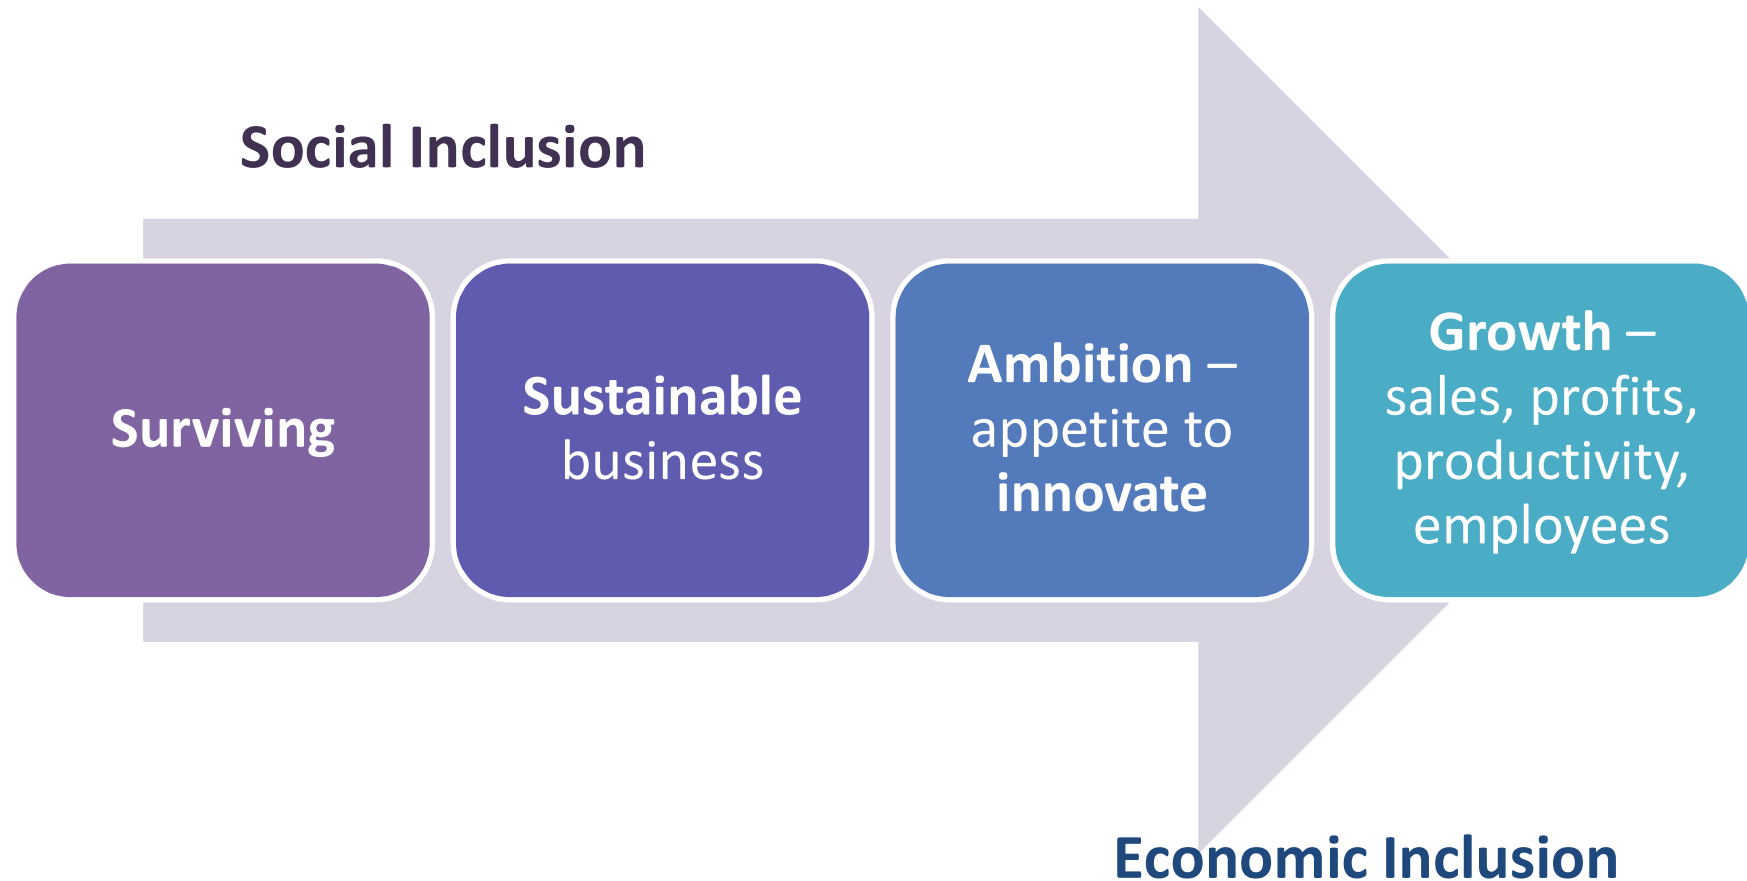 Social Inclusion
Surviving
Sustainable
business
Ambition –
appetite to
innovate
Growth –
sales, profits,
productivity,
employees
Economic Inclusion